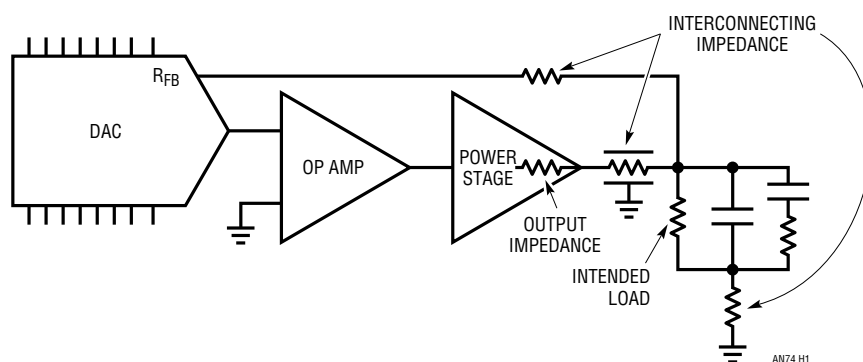 INTERCONNECTING
IMPEDANCE
RFB
DAC
OP AMP
POWER
STAGE
OUTPUT
IMPEDANCE
INTENDED
LOAD
AN74 H1